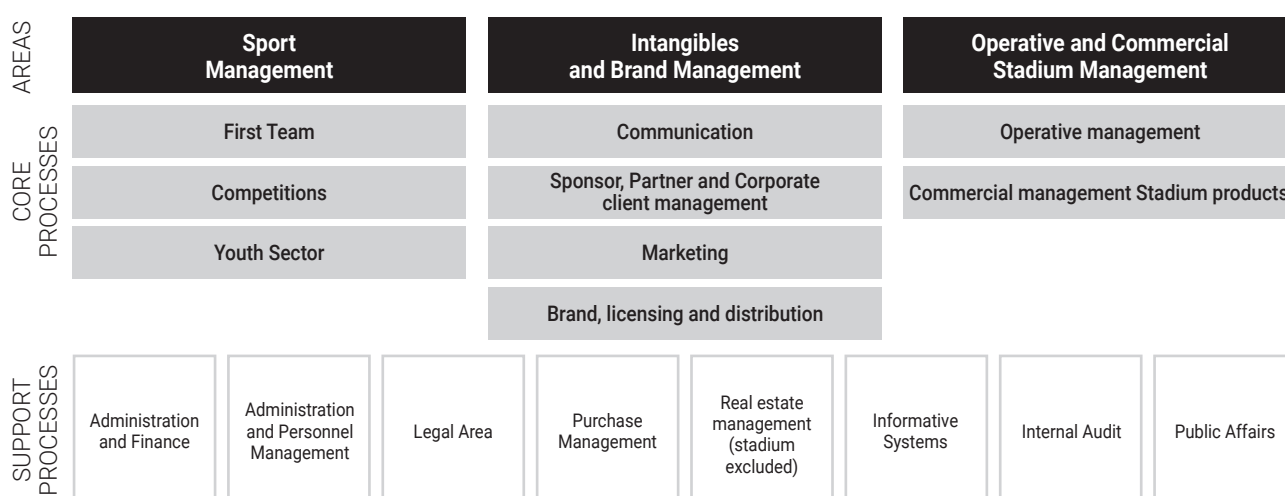 AREAS
Sport
Management
Intangibles
and Brand Management
Operative and Commercial
Stadium Management
CORE
PROCESSES
First Team
Communication
Operative management
Competitions
Sponsor, Partner and Corporate
client management
Commercial management Stadium products
Youth Sector
Marketing
Brand, licensing and distribution
SUPPORT
PROCESSES
Administration
and Finance
Administration
and Personnel
Management
Legal Area
Purchase
Management
Real estate
management
(stadium
excluded)
Informative
Systems
Internal Audit
Public Affairs